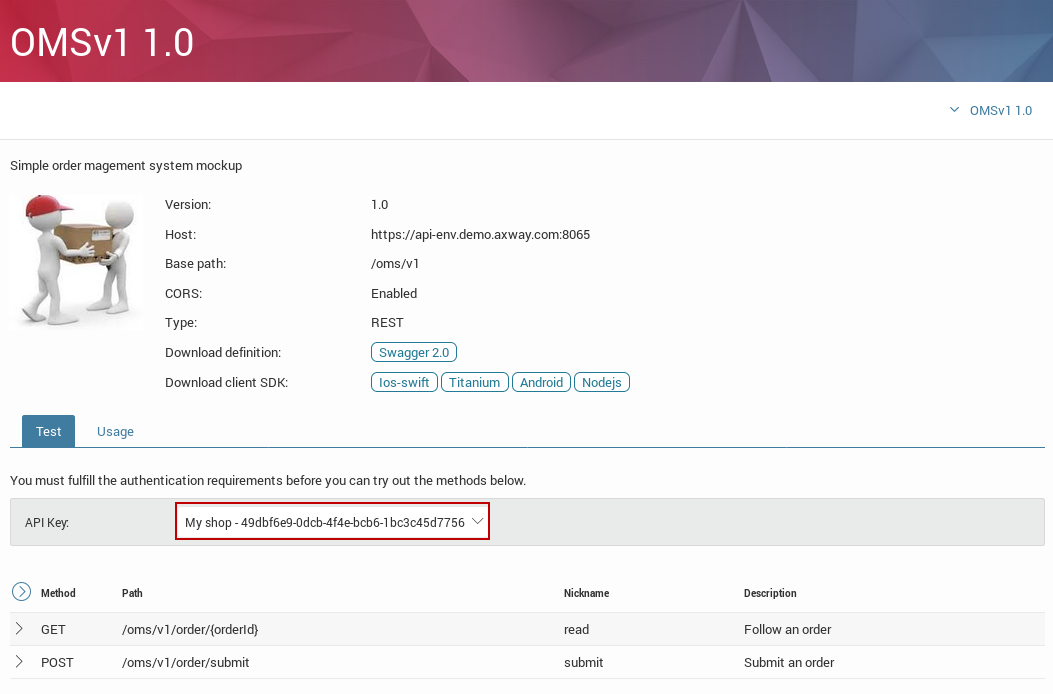 OMSv1 1.0
OMSv1 1.0
Simple order magement system mockup
Version: 1.0
Host: https://api-env.demo.axway.com:8065
Base path: /oms/v1
CORS: Enabled
Type: REST
Download definition: Swagger 2.0
Download client SDK: Ios-swift Titanium Android Nodejs
Test Usage
You must fulfill the authentication requirements before you can try out the methods below.
API Key: My shop - 49dbf6e9-0dcb-4f4e-bcb6-1bc3c45d7756
Method Path Nickname Description
GET /oms/v1/order/{orderId} read Follow an order
POST /oms/v1/order/submit submit Submit an order